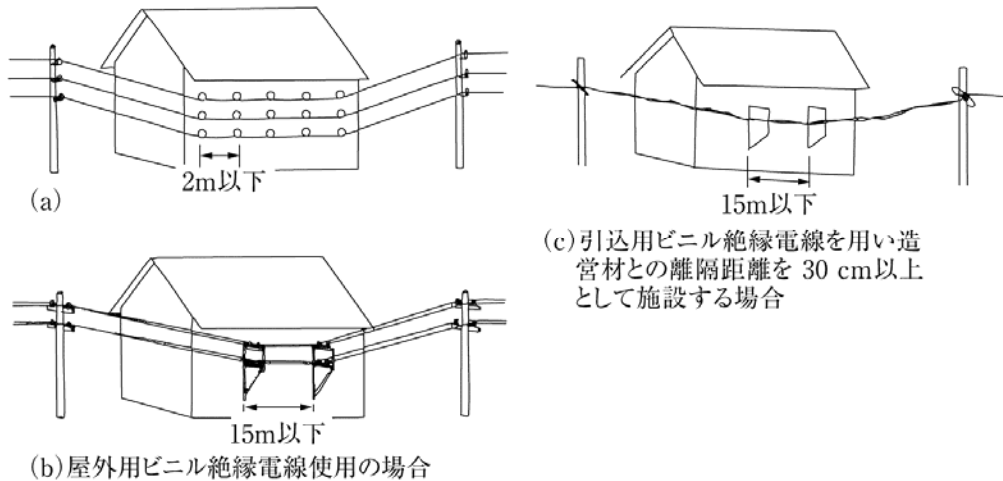 2m以下
(a)
15m以下
(c)引込用ビニル絶縁電線を用い造
営材との離隔距離を 30 cm以上
として施設する場合
15m以下
(b)屋外用ビニル絶縁電線使用の場合